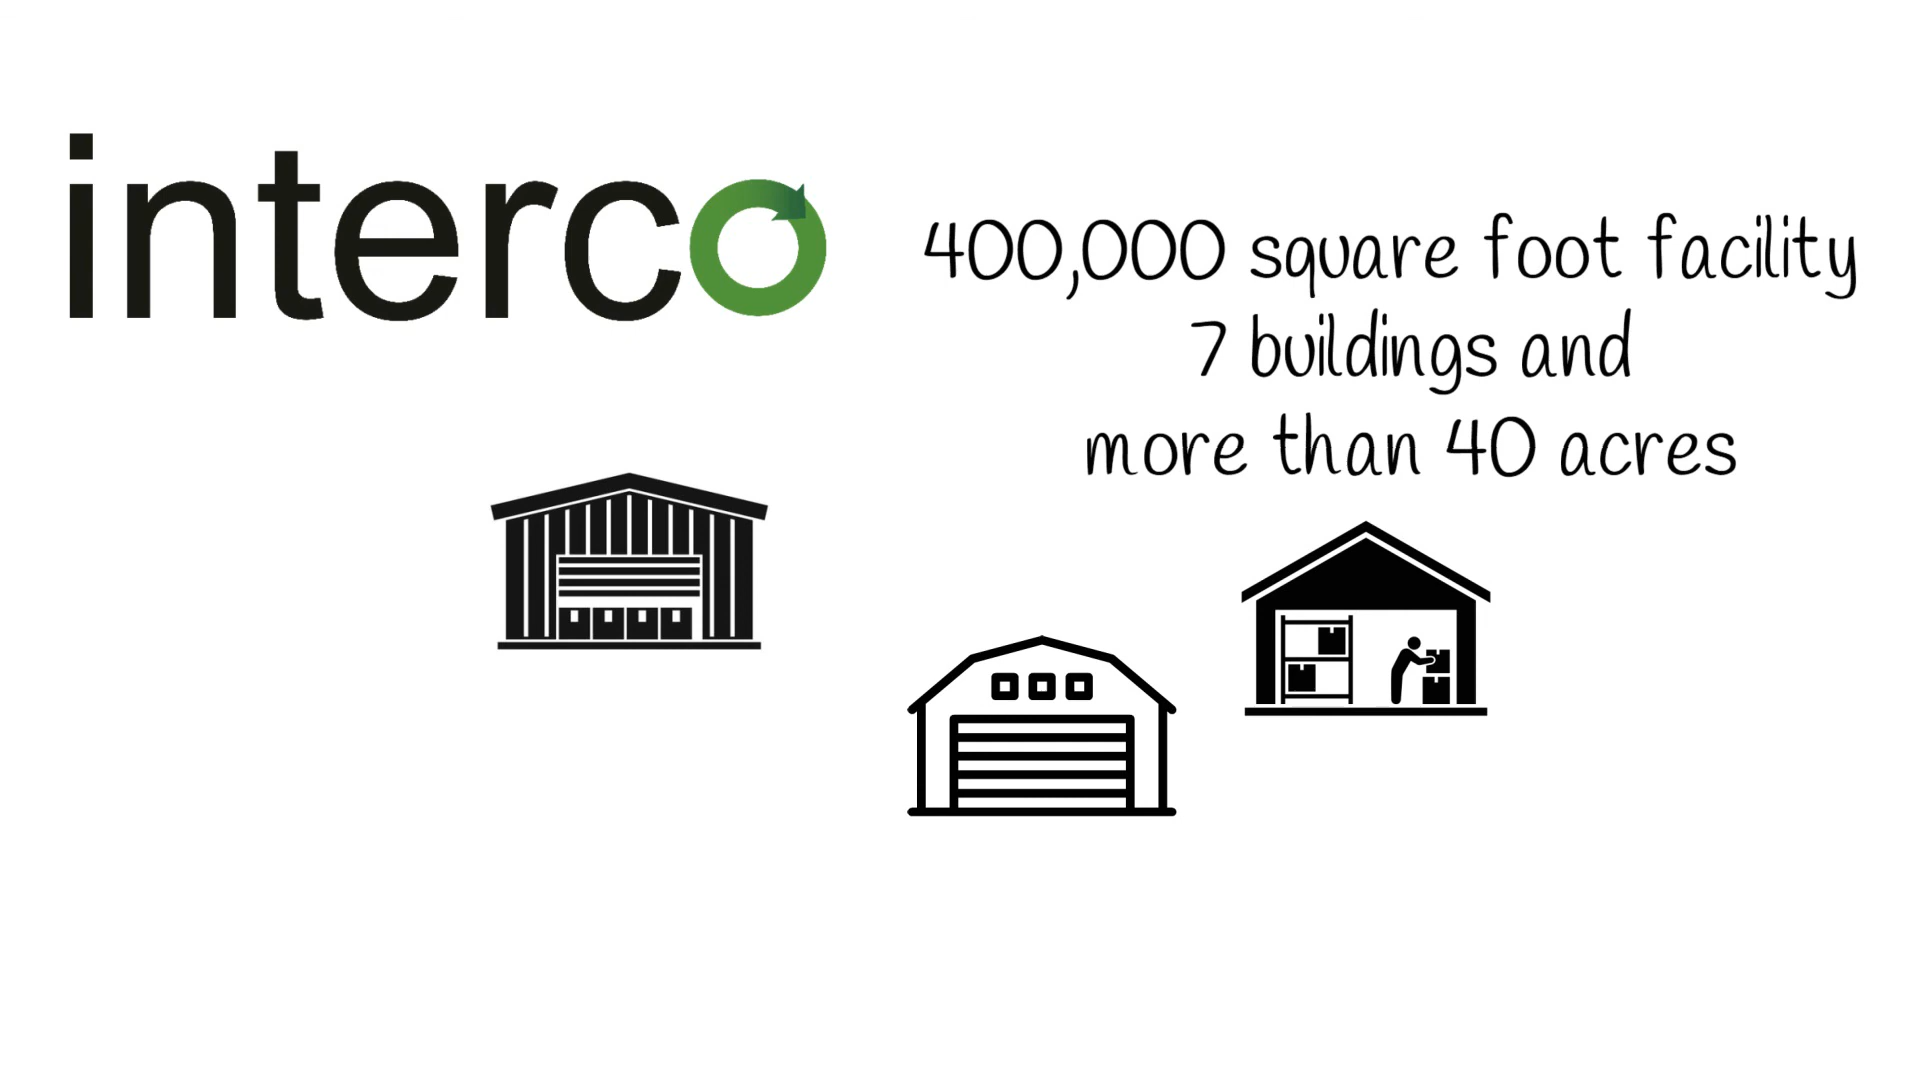 interco
400,000 square foot facility
7 buildings and
more than 40 acres